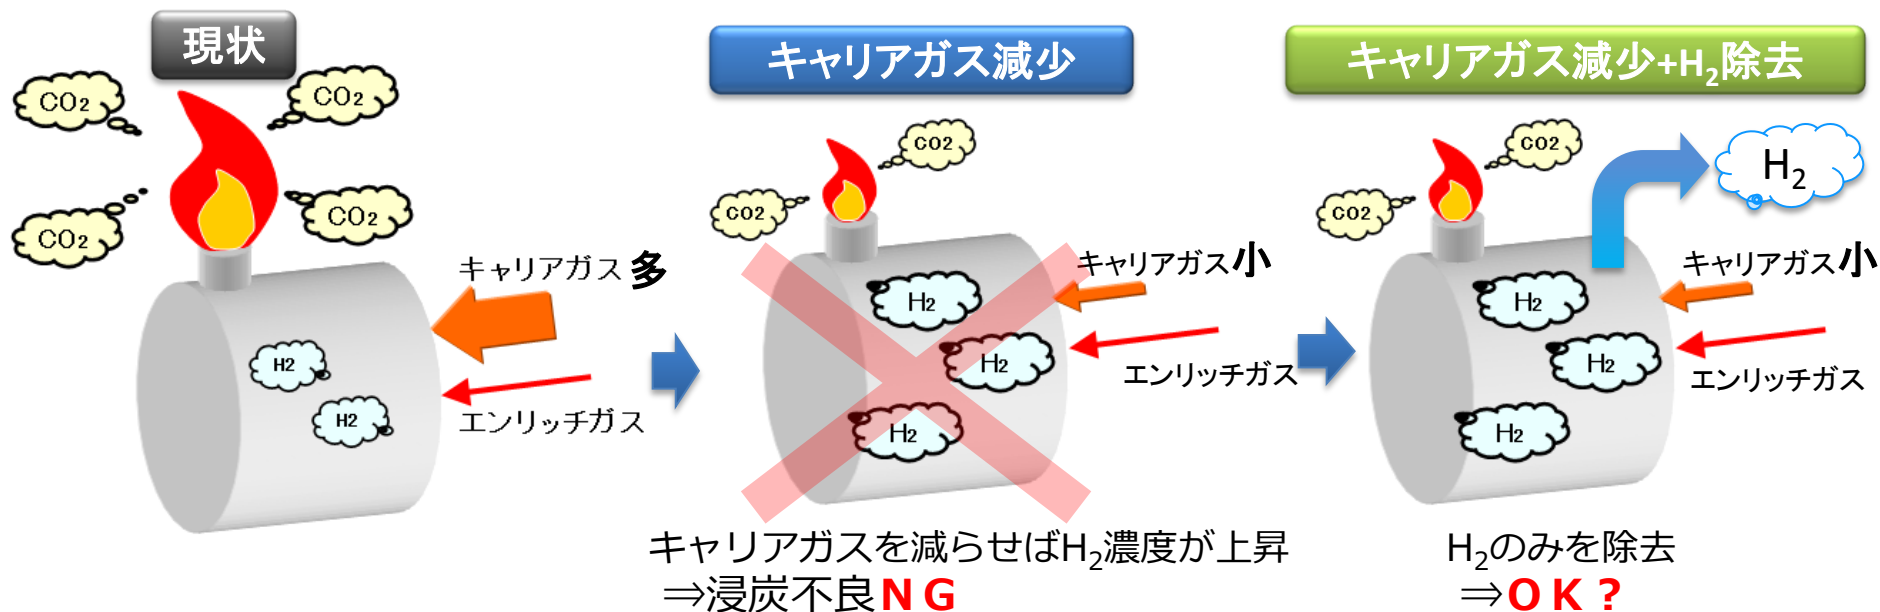 現状
CO2
CO2
CO2
CO2
キャリアガス 多
H2
H2
エンリッチガス
キャリアガス減少
CO2
CO2
キャリアガス小
H2
H2
H2
エンリッチガス
キャリアガスを減らせばH2濃度が上昇
⇒浸炭不良NG
キャリアガス減少+H2除去
CO2
CO2
H2
キャリアガス小
H2
H2
H2
エンリッチガス
H2のみを除去
⇒OK？